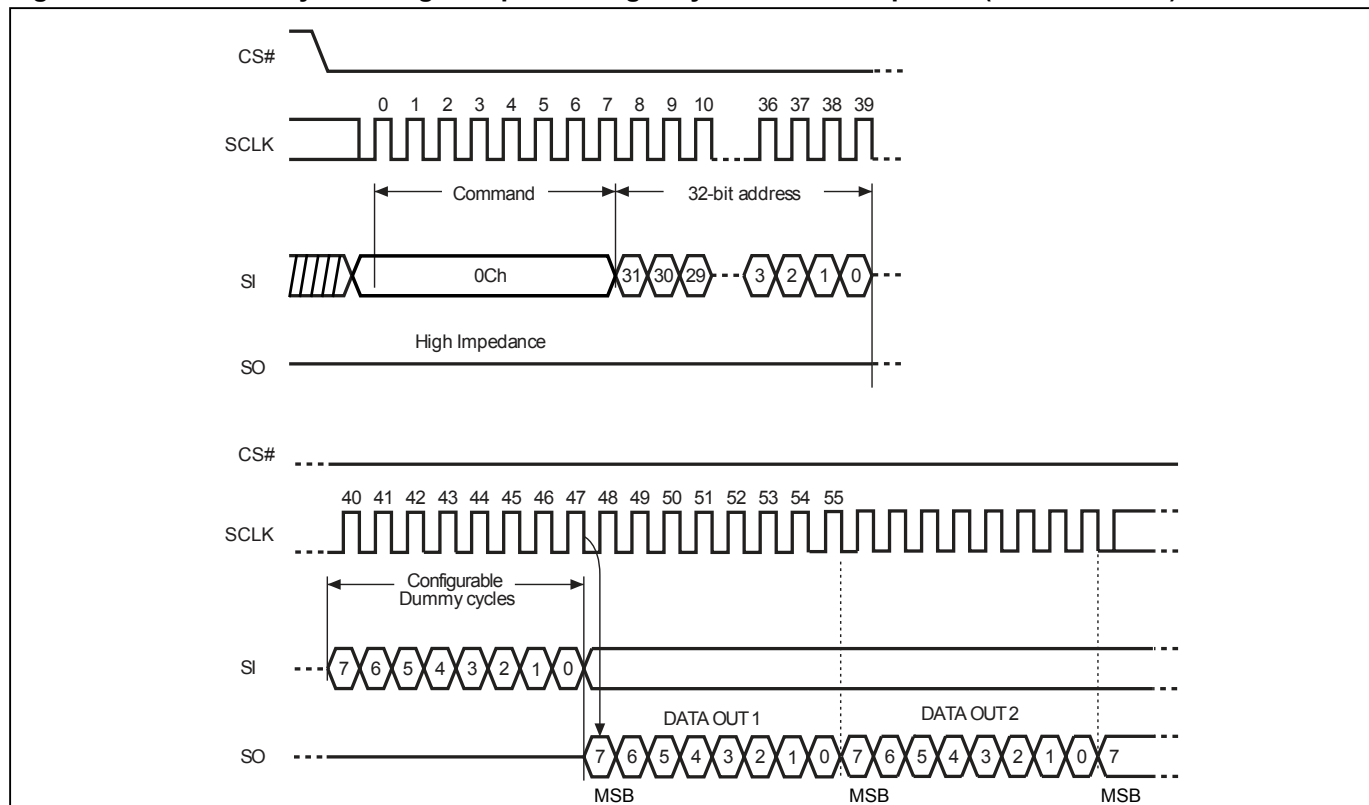 CS#
0 1 2 3 4 5 6 7 8 9 10 36 37 38 39
SCLK
Command 32-bit address
SI 0Ch 31 30 29 3 2 1 0
High Impedance
SO
CS#
40 41 42 43 44 45 46 47 48 49 50 51 52 53 54 55
SCLK
Configurable
Dummy cycles
SI 7 6 5 4 3 2 1 0
DATA OUT 1 DATA OUT 2
SO 7 6 5 4 3 2 1 0 7 6 5 4 3 2 1 0 7
MSB MSB MSB